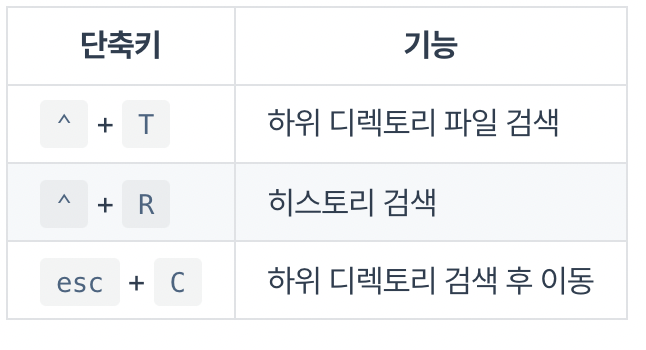 단축키 기능
^ + T 하위 디렉토리 파일 검색
^ + R 히스토리 검색
esc + C 하위 디렉토리 검색 후 이동